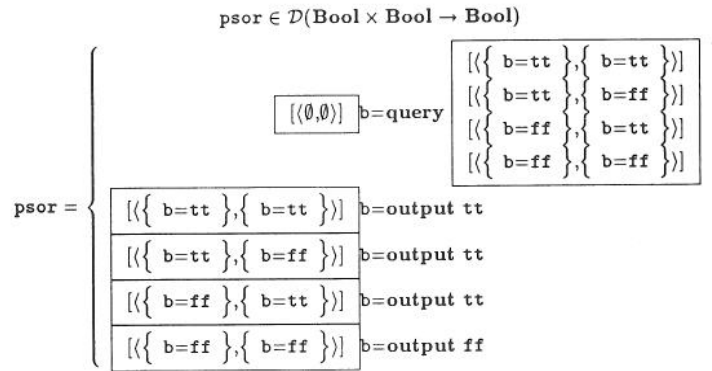 psor ∈ 𝒟(Bool × Bool → Bool)
[⟨{ b=tt },{ b=tt }⟩]
[⟨{ b=tt },{ b=ff }⟩]
[⟨∅,∅⟩] b=query
[⟨{ b=ff },{ b=tt }⟩]
[⟨{ b=ff },{ b=ff }⟩]
psor = {
[⟨{ b=tt },{ b=tt }⟩] b=output tt
[⟨{ b=tt },{ b=ff }⟩] b=output tt
[⟨{ b=ff },{ b=tt }⟩] b=output tt
[⟨{ b=ff },{ b=ff }⟩] b=output ff